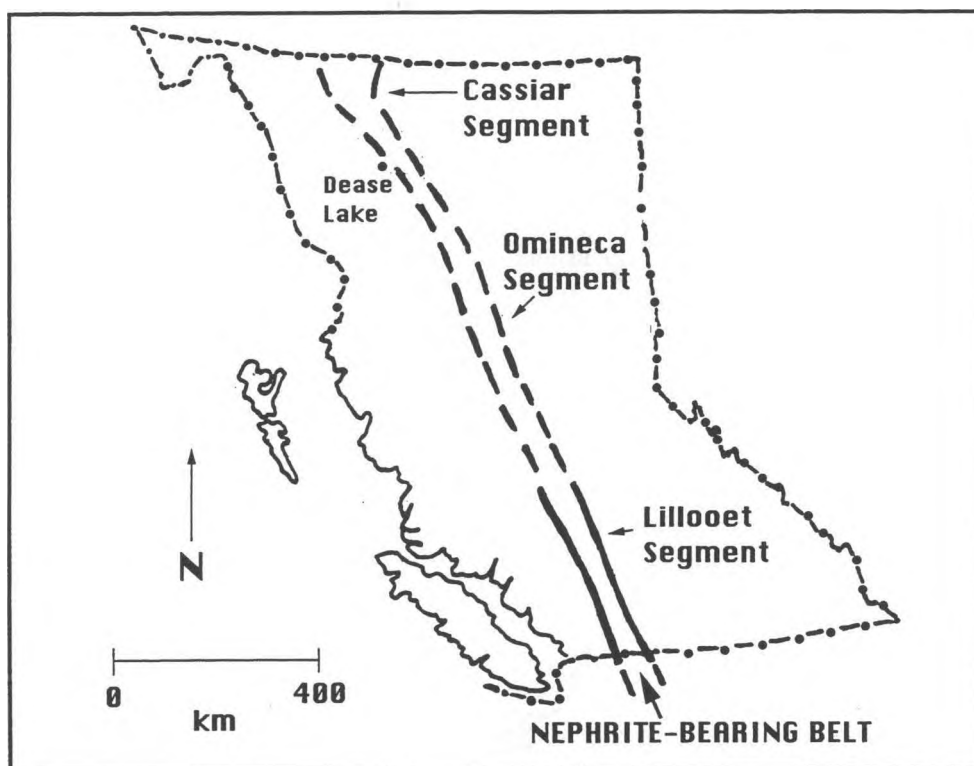 Cassiar
Segment
Dease
Lake
Omineca
Segment
N
Lillooet
Segment
0 400
km
NEPHRITE-BEARING BELT